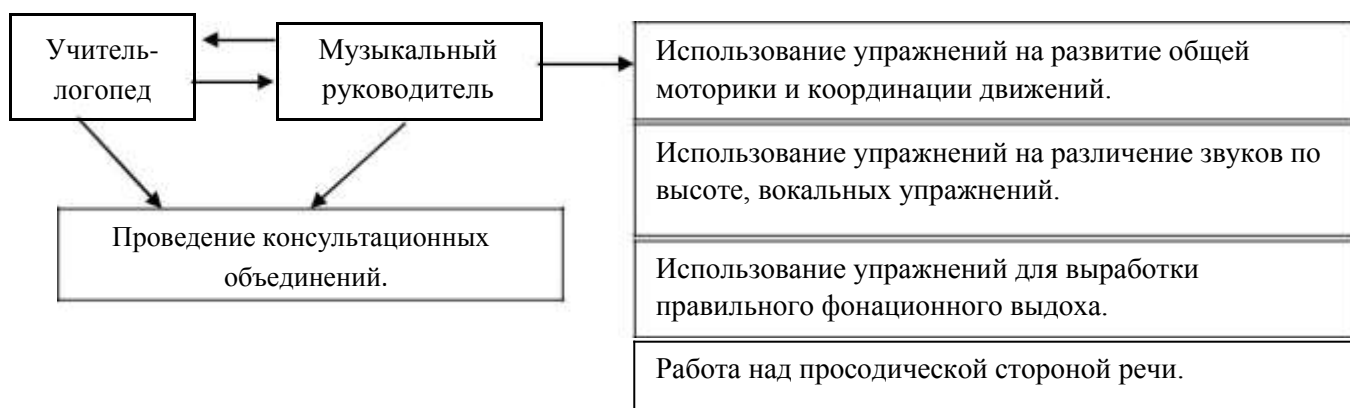 Учитель-
логопед
Музыкальный
руководитель
Проведение консультационных
объединений.
Использование упражнений на развитие общей
моторики и координации движений.
Использование упражнений на различение звуков по
высоте, вокальных упражнений.
Использование упражнений для выработки
правильного фонационного выдоха.
Работа над просодической стороной речи.